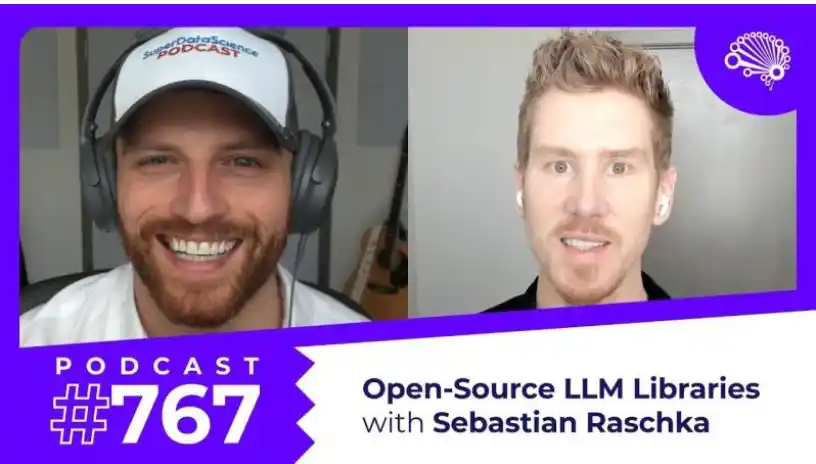 SuperDataScience
PODCAST
PODCAST
#767
Open-Source LLM Libraries
with Sebastian Raschka